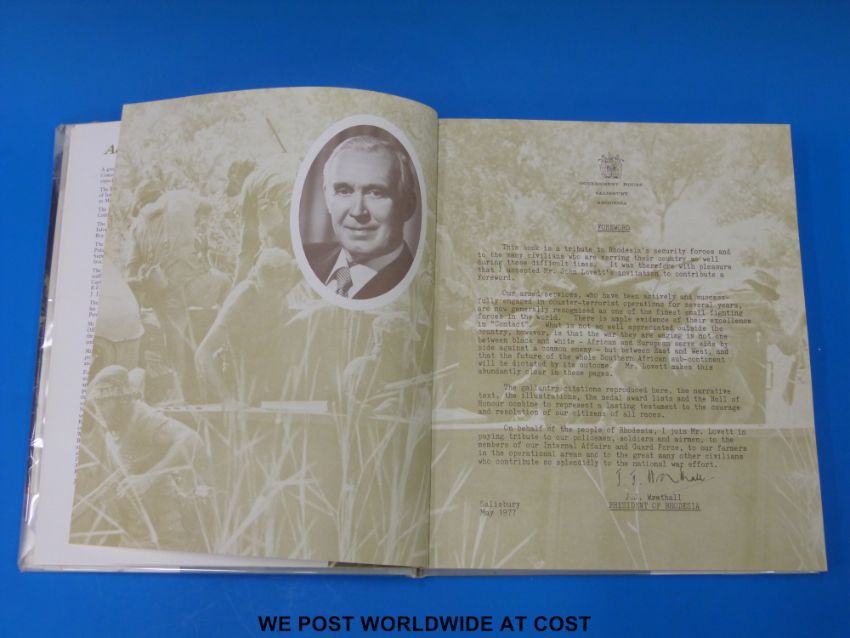 GOVERNMENT HOUSE
SALISBURY
RHODESIA
FOREWORD
This book is a tribute to Rhodesia's security forces and
to the many civilians who are serving their country so well
during these difficult times. It was therefore with pleasure
that I accepted Mr. John Lovett's invitation to contribute a
Foreword.
Our armed services, who have been actively and success-
fully engaged in counter-terrorist operations for several years,
are now generally recognised as one of the finest small fighting
forces in the world. There is ample evidence of their excellence
in "Contact". What is not so well appreciated outside the
country, however, is that the war they are waging is not one
between black and white - African and European serve side by
side against a common enemy - but between East and West, and
that the future of the whole Southern African sub-continent
will be dictated by its outcome. Mr. Lovett makes this
abundantly clear in these pages.
The gallantry citations reproduced here, the narrative
text, the illustrations, the medal award lists and the Roll of
Honour combine to represent a lasting testament to the courage
and resolution of our citizens of all races.
On behalf of the people of Rhodesia, I join Mr. Lovett in
paying tribute to our policemen, soldiers and airmen, to the
members of our Internal Affairs and Guard Force, to our farmers
in the operational areas and to the great many other civilians
who contribute so splendidly to the national war effort.
J.J. Wrathall
Salisbury
May 1977
PRESIDENT OF RHODESIA
WE POST WORLDWIDE AT COST